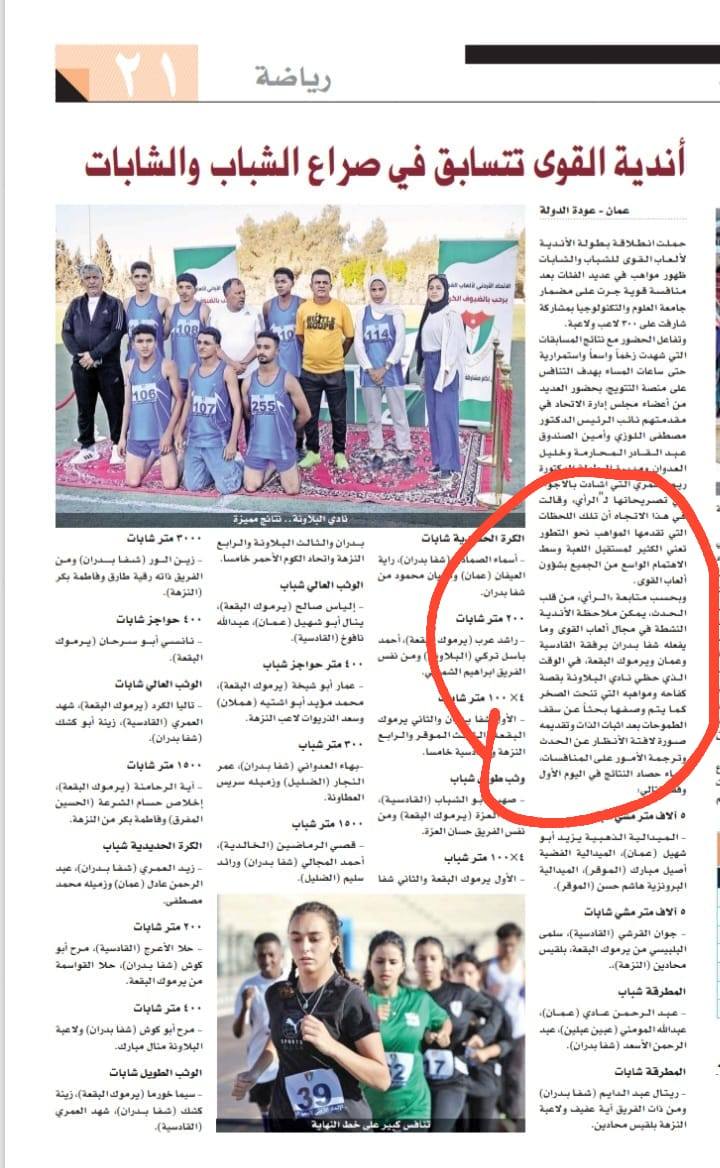 رياضة
٢١
أندية القوى تتسابق في صراع الشباب والشابات
عمان - عودة الدولة
حملت انطلاقة بطولة الأندية
لألعاب القوى للشباب والشابات
ظهور مواهب في عديد الفئات بعد
منافسة قوية جرت على مضمار
جامعة العلوم والتكنولوجيا بمشاركة
شارفت على ٣٠٠ لاعب ولاعبة.
وتفاعل الحضور مع نتائج المسابقات
التي شهدت زخماً واسعاً واستمرارية
حتى ساعات المساء بهدف التنافس
على منصة التتويج، بحضور العديد
من أعضاء مجلس إدارة الاتحاد في
مقدمتهم نائب الرئيس الدكتور
مصطفى اللوزي وأمين الصندوق
عبد القادر المحارمة وخليل
العدوان
التي اشادت بالأجواء
في تصريحاتها لـ"الرأي، وقالت
في هذا الاتجاه أن تلك اللحظات
التي تقدمها المواهب نحو التطور
تعني الكثير لمستقبل اللعبة وسط
الاهتمام الواسع من الجميع بشؤون
ألعاب القوى.
وبحسب متابعة ،الرأي، من قلب
الحدث، يمكن ملاحظة الأندية
النشطة في مجال ألعاب القوى وما
يفعله شفا بدران برفقة القادسية
وعمان ويرموك البقعة، في الوقت
الذي حظي نادي البلاونة بقصة
كفاحه ومواهبه التي تنحت الصخر
كما يتم وصفها بحثاً عن سقف
الطموحات بعد اثبات الذات وتقديمه
صورة لافتة الأنظار عن الحدث
وترجمة الأمور على المنافسات،
حصاد النتائج في اليوم الأول
٥ آلاف متر مشي
- الميدالية الذهبية يزيد أبو
شهيل (عمان)، الميدالية الفضية
أصيل مبارك (الموقر)، الميدالية
البرونزية هاشم حسن (الموقر).
٥ آلاف متر مشي شابات
- جوان القرشي (القادسية)، سلمى
البلبيسي من يرموك البقعة، بلقيس
محادين (النزهة)،.
المطرقة شباب
- عبد الرحمن عادي (عمان)،
عبدالله المومني (عبين عبلين)، عبد
الرحمن الأسعد (شفا بدران).
المطرقة شابات
- ريتال عبد الدايم (شفا بدران)
ومن ذات الفريق آية عفيف ولاعبة
النزهة بلقيس محادين.
الاتحاد الأردني لألعاب القوى
يرحب بالضيوف الكرام
106
107
108
255
114
نادي البلاونة.. نتائج مميزة
الكرة الحديدية شابات
- أسماء الصمادي (شفا بدران)، راية
العيفان (عمان) محمود من
شفا بدران.
٢٠٠ متر شباب
- راشد عرب (يرموك البقعة)، أحمد
باسل تركي (البلاونة) ومن نفس
الفريق ابراهيم
٤× ١٠٠ متر شابات
- الأول شفا بدران والثاني يرموك
البقعة والثالث الموقر والرابع
النزهة والقادسية خامسا.
وثب طويل شباب
- صهيب أبو الشباب (القادسية)،
العزة (يرموك البقعة) ومن
نفس الفريق حسان العزة.
٤×١٠٠ متر شباب
- الأول يرموك البقعة والثاني شفا
بدران والثالث البلاونة والرابع
النزهة واتحاد الكوم الأحمر خامسا.
الوثب العالي شباب
- إلياس صالح (يرموك البقعة)،
ينال أبو شهيل (عمان)، عبدالله
نافوخ (القادسية).
٤٠٠ متر حواجز شباب
- عمار أبو شيخة (يرموك البقعة)،
محمد مؤيد أبو اشتيه (هملان)
وسعد الذريوات لاعب النزهة.
٣٠٠ متر شباب
-بهاء العدواني (شفا بدران)، عمر
النجار (الضليل) وزميله سريس
العطاونة.
١٥٠٠ متر شباب
- قصي الرماضين (الخالدية)،
أحمد المجالي (شفا بدران) ورائد
سليم (الضليل).
39
17
تنافس كبير على خط النهاية
٣٠٠٠ متر شابات
- زين النور (شفا بدران) ومن
الفريق ذاته رقية طارق وفاطمة بكر
(النزهة).
٤٠٠ حواجز شابات
- نانسي أبو سرحان (يرموك
البقعة).
الوثب العالي شابات
- تاليا الكرد (يرموك البقعة)، شهد
العمري (القادسية)، زينة أبو كشك
(شفا بدران).
١٥٠٠ متر شابات
- آية الرحامنة (يرموك البقعة)،
إخلاص حسام الشرعة (الحسين
المفرق) وفاطمة بكر من النزهة.
الكرة الحديدية شباب
- زيد العمري (شفا بدران)، عبد
الرحمن عادل (عمان) وزميله محمد
مصطفى.
٢٠٠ متر شابات
- حلا الأعرج (القادسية)، مرح أبو
كوش (شفا بدران)، حلا القواسمة
من يرموك البقعة.
٤٠٠ متر شابات
- مرح أبو كوش (شفا بدران) ولاعبة
البلاونة منال مبارك.
الوثب الطويل شابات
- سيما خورما (يرموك البقعة)، زينة
كشك (شفا بدران)، شهد العمري
(القادسية).